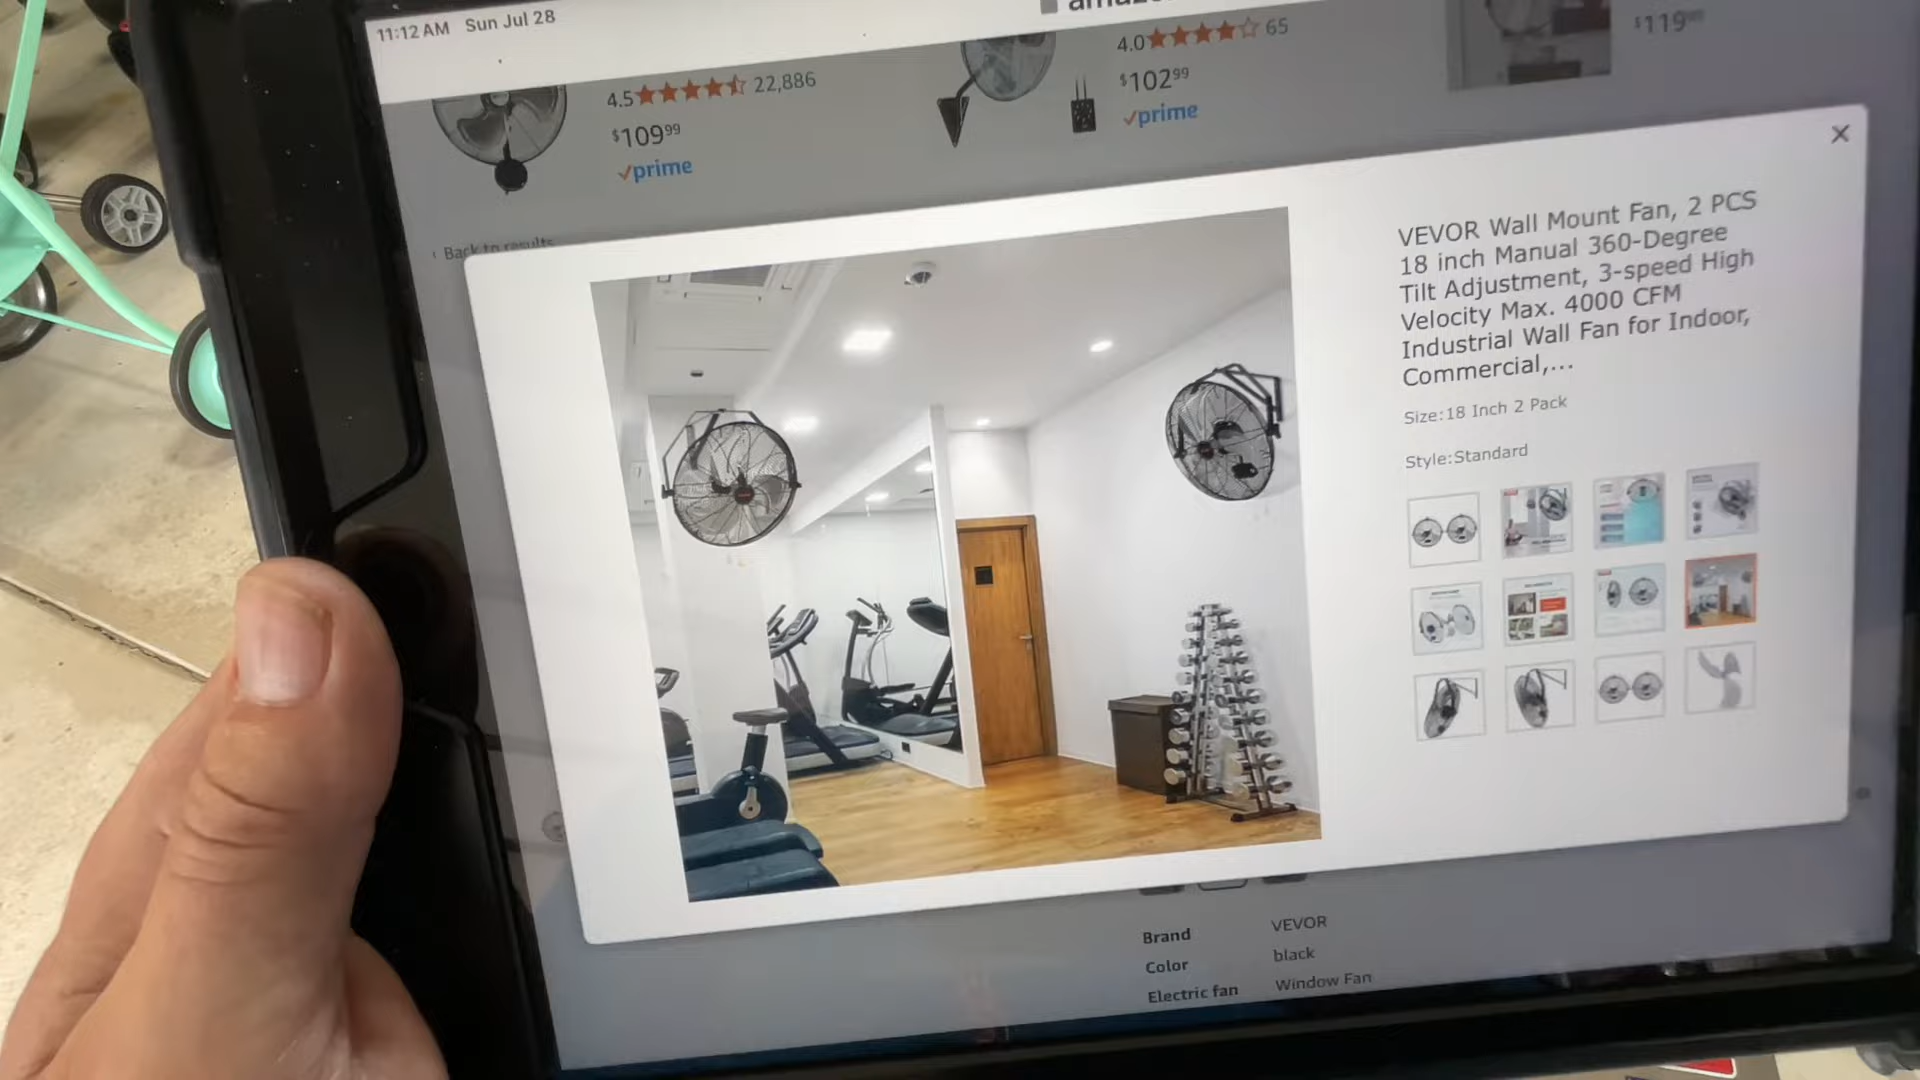 11:12 AM Sun Jul 28
4.5 22,886
$109.99
prime
4.0 65
$102.99
prime
$119
Back to results
VEVOR Wall Mount Fan, 2 PCS
18 inch Manual 360-Degree
Tilt Adjustment, 3-speed High
Velocity Max. 4000 CFM
Industrial Wall Fan for Indoor,
Commercial,...
Size:18 Inch 2 Pack
Style:Standard
Brand VEVOR
Color black
Electric fan Window Fan